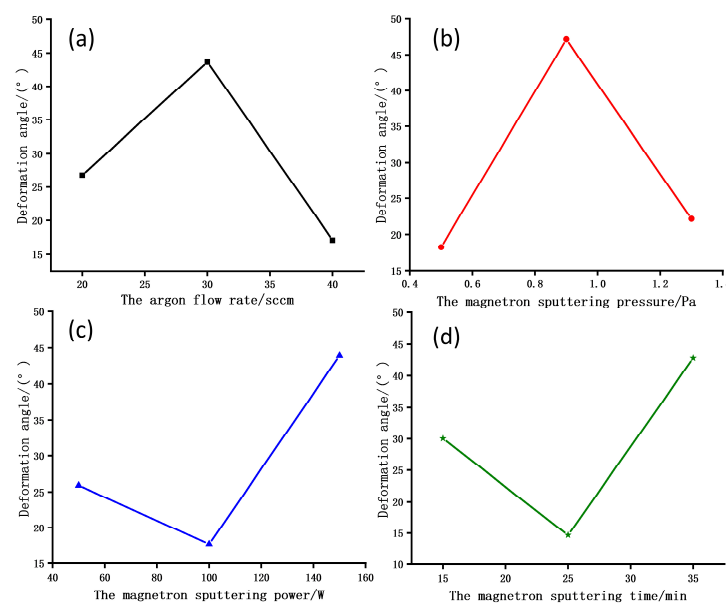 (a)
Deformation angle/(°)
50
45
40
35
30
25
20
15
20 25 30 35 40
The argon flow rate/sccm
(b)
Deformation angle/(°)
50
45
40
35
30
25
20
15
0.4 0.6 0.8 1.0 1.2 1.
The magnetron sputtering pressure/Pa
(c)
Deformation angle/(°)
50
45
40
35
30
25
20
15
40 60 80 100 120 140 160
The magnetron sputtering power/W
(d)
Deformation angle/(°)
50
45
40
35
30
25
20
15
10
15 20 25 30 35
The magnetron sputtering time/min